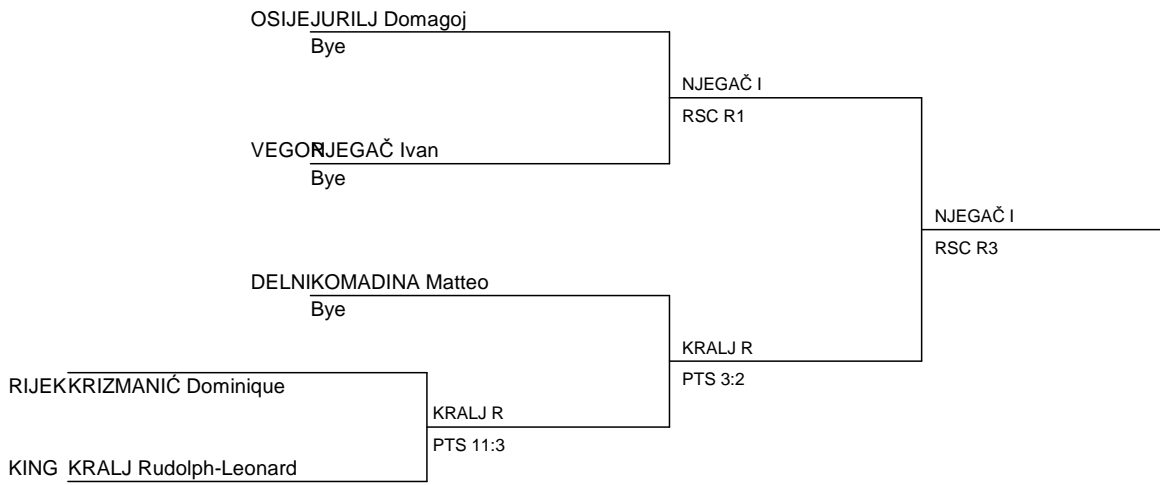 OSIJEJURILJ Domagoj
Bye
NJEGAČ I
RSC R1
VEGORNJEGAČ Ivan
Bye
NJEGAČ I
RSC R3
DELNIKOMADINA Matteo
Bye
KRALJ R
PTS 3:2
RIJEKKRIZMANIĆ Dominique
KRALJ R
PTS 11:3
KING KRALJ Rudolph-Leonard